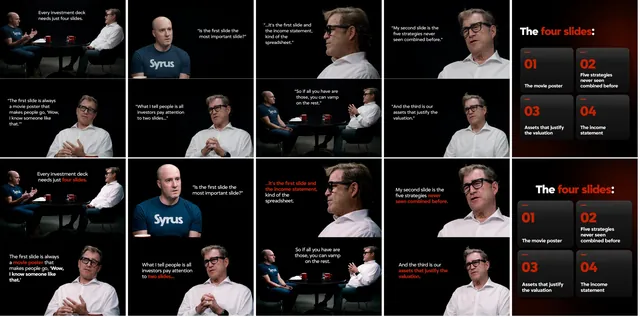 Every investment deck
needs just four slides.
"Is the first slide the
most important slide?"
Syrus
"...It's the first slide and
the income statement,
kind of the
spreadsheet."
"My second slide is the
five strategies never
seen combined before."
"The first slide is always
a movie poster that
makes people go, 'Wow,
I know someone like
that.'"
"What I tell people is all
investors pay attention
to two slides..."
"So if all you have are
those, you can vamp
on the rest."
"And the third is our
assets that justify the
valuation."
The four slides:
01
The movie poster
02
Five strategies
never seen
combined before
03
Assets that justify
the valuation
04
The income
statement
Every investment deck
needs just four slides.
"Is the first slide the
most important slide?"
Syrus
...It's the first slide and
the income statement,
kind of the
spreadsheet.
My second slide is the
five strategies never
seen combined before.
The first slide is always
a movie poster that
makes people go, 'Wow,
I know someone like
that.'
What I tell people is all
investors pay attention
to two slides...
So if all you have are
those, you can vamp
on the rest.
And the third is our
assets that justify the
valuation.
The four slides:
01
The movie poster
02
Five strategies
never seen
combined before
03
Assets that justify
the valuation
04
The income
statement